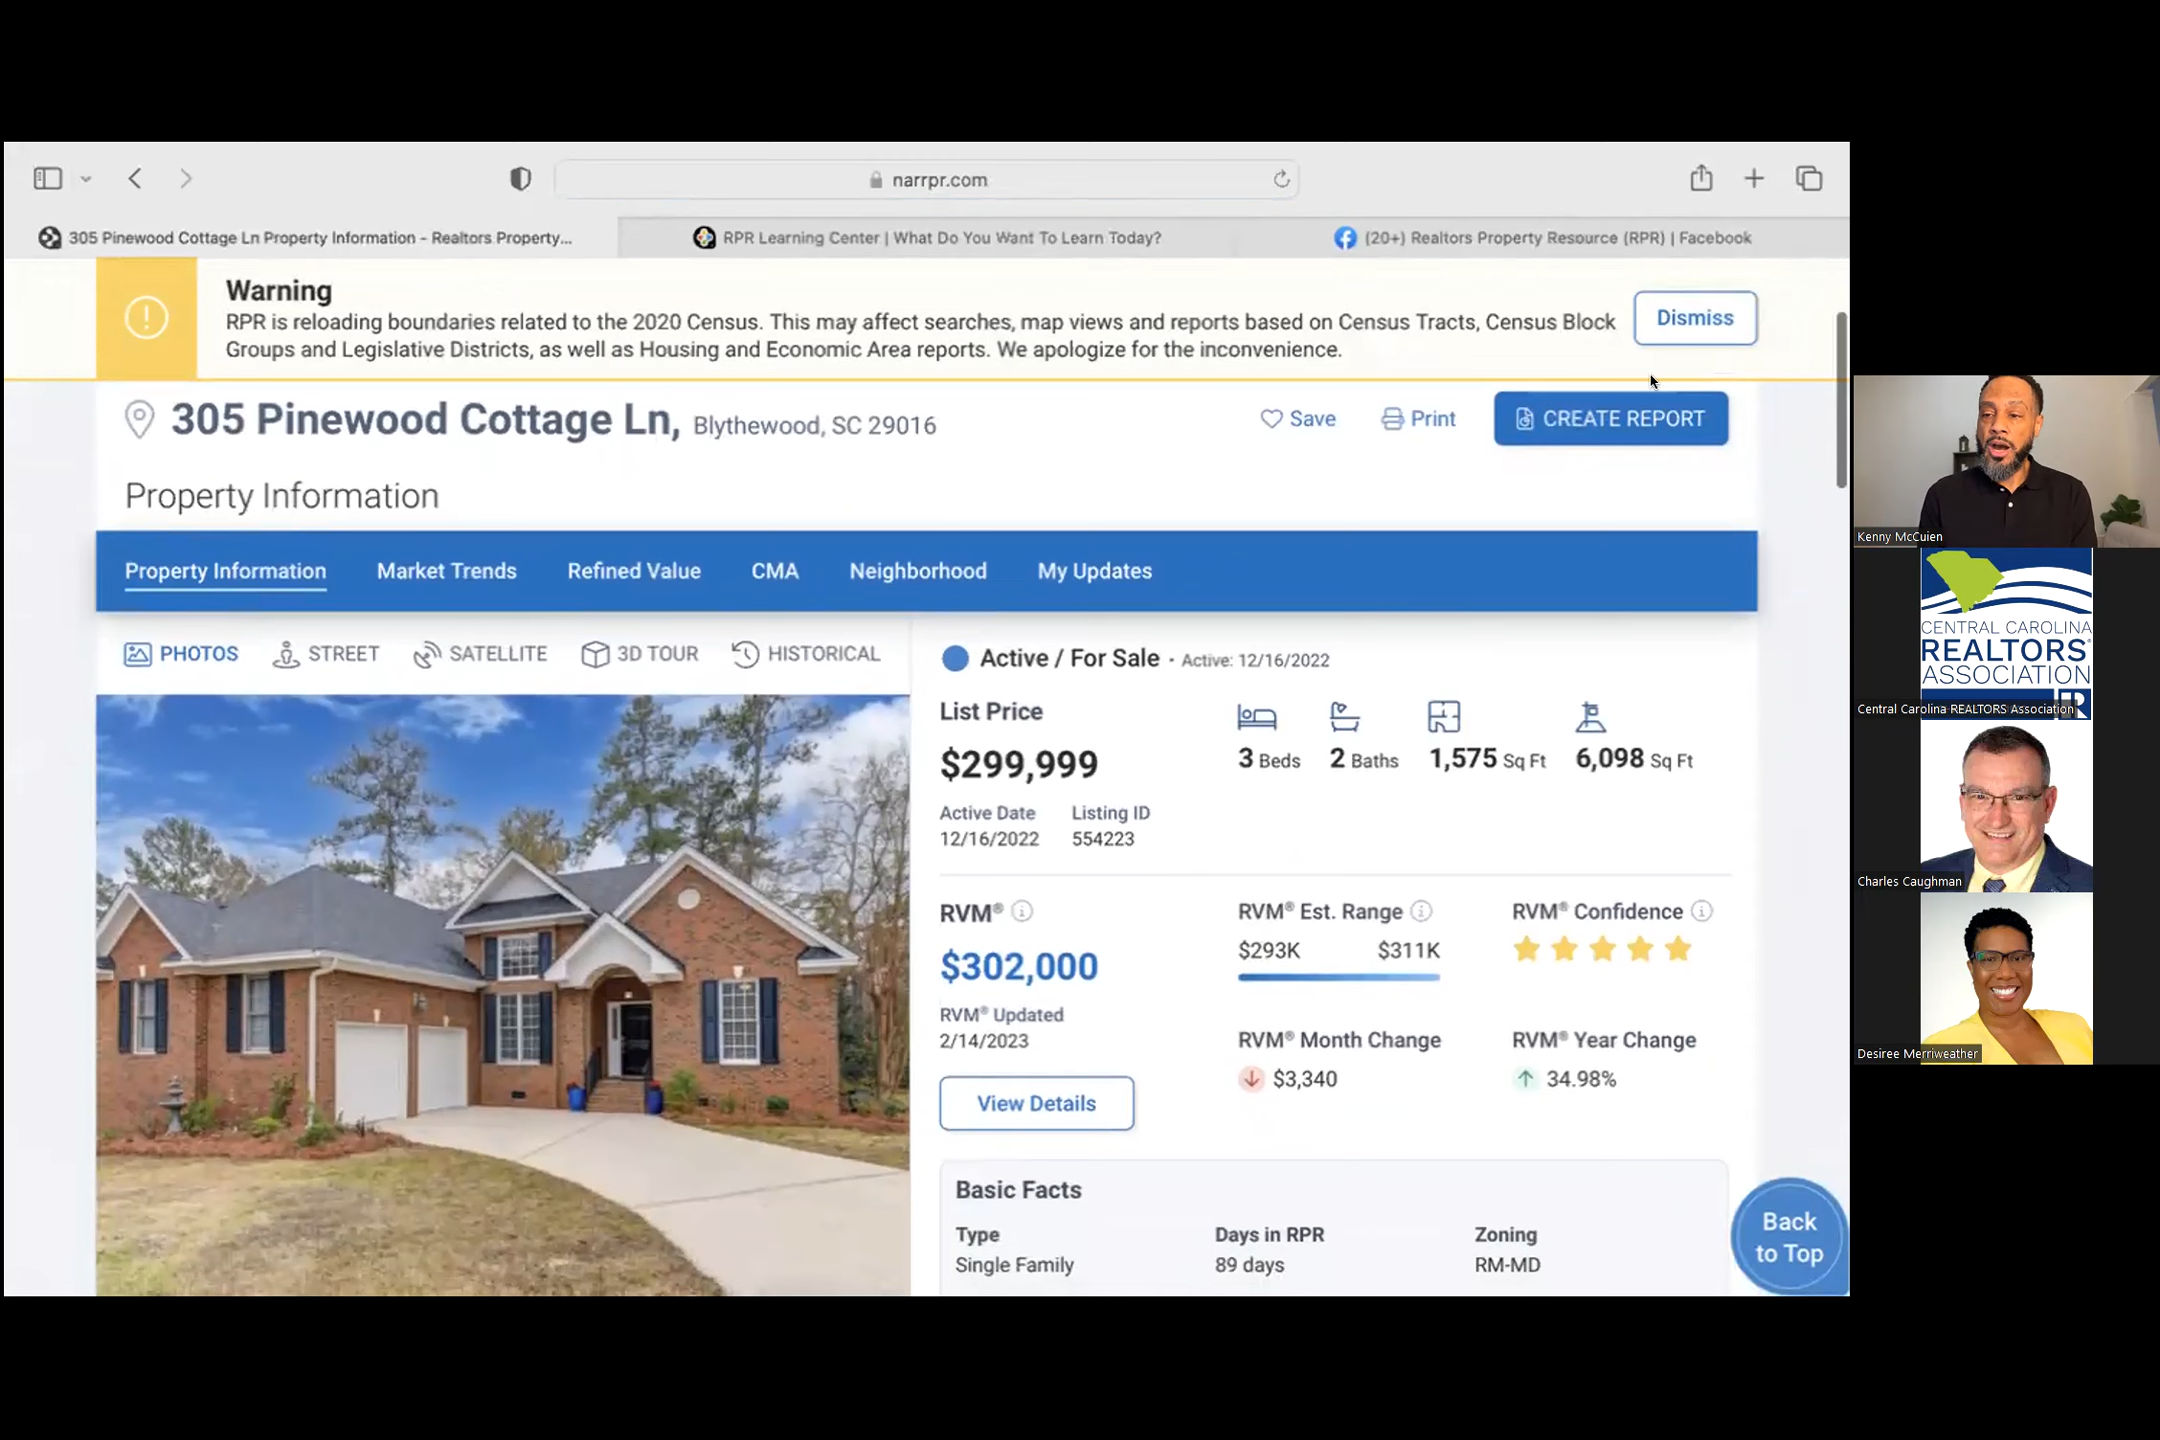 narrpr.com
305 Pinewood Cottage Ln Property Information - Realtors Property...
RPR Learning Center | What Do You Want To Learn Today?
(20+) Realtors Property Resource (RPR) | Facebook
Warning
RPR is reloading boundaries related to the 2020 Census. This may affect searches, map views and reports based on Census Tracts, Census Block
Groups and Legislative Districts, as well as Housing and Economic Area reports. We apologize for the inconvenience.
Dismiss
305 Pinewood Cottage Ln, Blythewood, SC 29016
Save
Print
CREATE REPORT
Property Information
Property Information
Market Trends
Refined Value
CMA
Neighborhood
My Updates
PHOTOS
STREET
SATELLITE
3D TOUR
HISTORICAL
Active / For Sale • Active: 12/16/2022
List Price
$299,999
3 Beds
2 Baths
1,575 Sq Ft
6,098 Sq Ft
Active Date
12/16/2022
Listing ID
554223
RVM®
$302,000
RVM® Updated
2/14/2023
View Details
RVM® Est. Range
$293K
$311K
RVM® Confidence
RVM® Month Change
$3,340
RVM® Year Change
34.98%
Basic Facts
Type
Single Family
Days in RPR
89 days
Zoning
RM-MD
Back
to Top
Kenny McCuien
CENTRAL CAROLINA
REALTORS®
ASSOCIATION
R
Central Carolina REALTORS Association
Charles Caughman
Desiree Merriweather